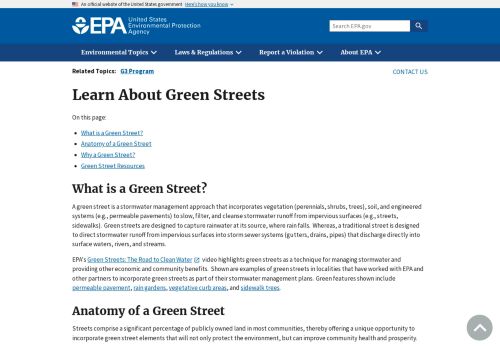 An official website of the United States government Here's how you know
EPA United States
Environmental Protection
Agency
Search EPA.gov
Environmental Topics Laws & Regulations Report a Violation About EPA
Related Topics: G3 Program CONTACT US
Learn About Green Streets
On this page:
What is a Green Street?
Anatomy of a Green Street
Why a Green Street?
Green Street Resources
What is a Green Street?
A green street is a stormwater management approach that incorporates vegetation (perennials, shrubs, trees), soil, and engineered
systems (e.g., permeable pavements) to slow, filter, and cleanse stormwater runoff from impervious surfaces (e.g., streets,
sidewalks). Green streets are designed to capture rainwater at its source, where rain falls. Whereas, a traditional street is designed
to direct stormwater runoff from impervious surfaces into storm sewer systems (gutters, drains, pipes) that discharge directly into
surface waters, rivers, and streams.
EPA's Green Streets: The Road to Clean Water video highlights green streets as a technique for managing stormwater and
providing other economic and community benefits. Shown are examples of green streets in localities that have worked with EPA and
other partners to incorporate green streets as part of their stormwater management plans. Green features shown include
permeable pavement, rain gardens, vegetative curb areas, and sidewalk trees.
Anatomy of a Green Street
Streets comprise a significant percentage of publicly owned land in most communities, thereby offering a unique opportunity to
incorporate green street elements that will not only protect the environment, but can improve community health and prosperity.